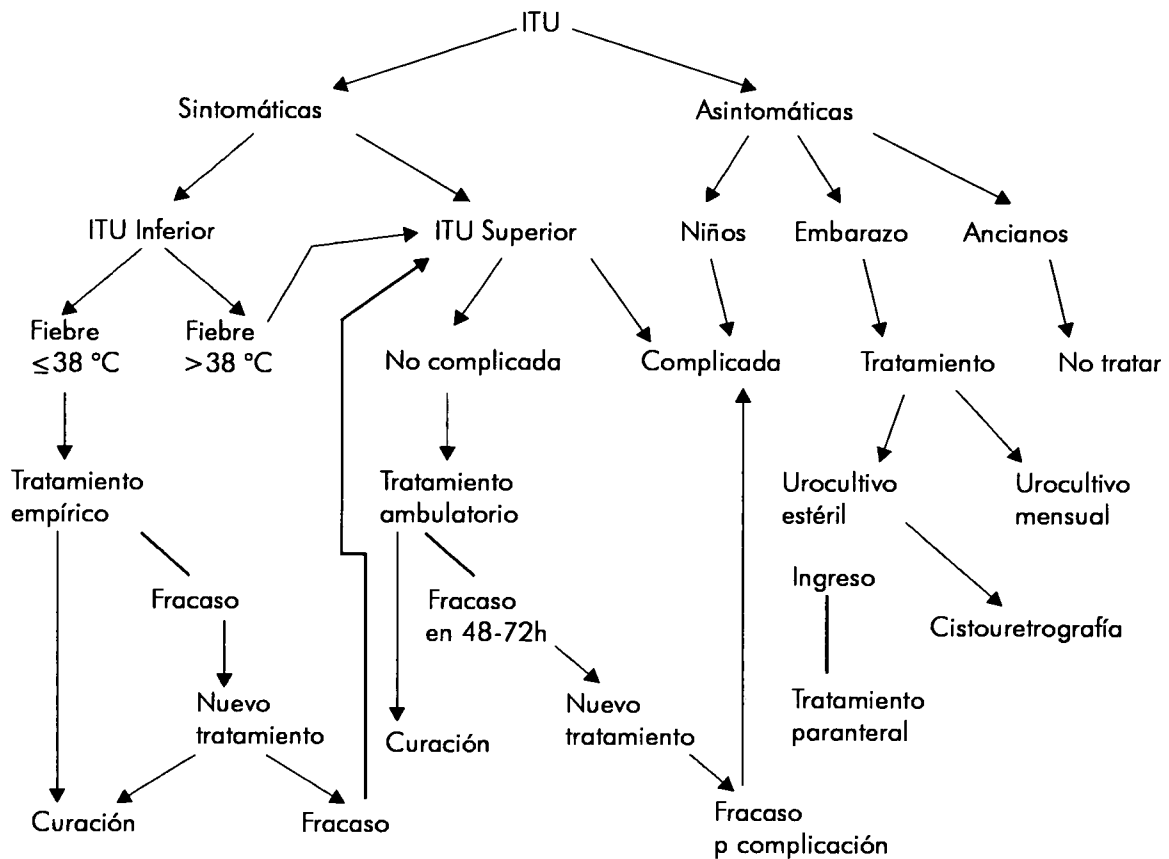 ITU
Sintomáticas
Asintomáticas
ITU Inferior
ITU Superior
Niños
Embarazo
Ancianos
Fiebre
≤38 °C
Fiebre
>38 °C
No complicada
Complicada
Tratamiento
No tratar
Tratamiento
empírico
Tratamiento
ambulatorio
Urocultivo
estéril
Urocultivo
mensual
Fracaso
Fracaso
en 48-72h
Ingreso
Cistouretrografía
Nuevo
tratamiento
Nuevo
tratamiento
Tratamiento
paranteral
Curación
Curación
Fracaso
Fracaso
p complicación